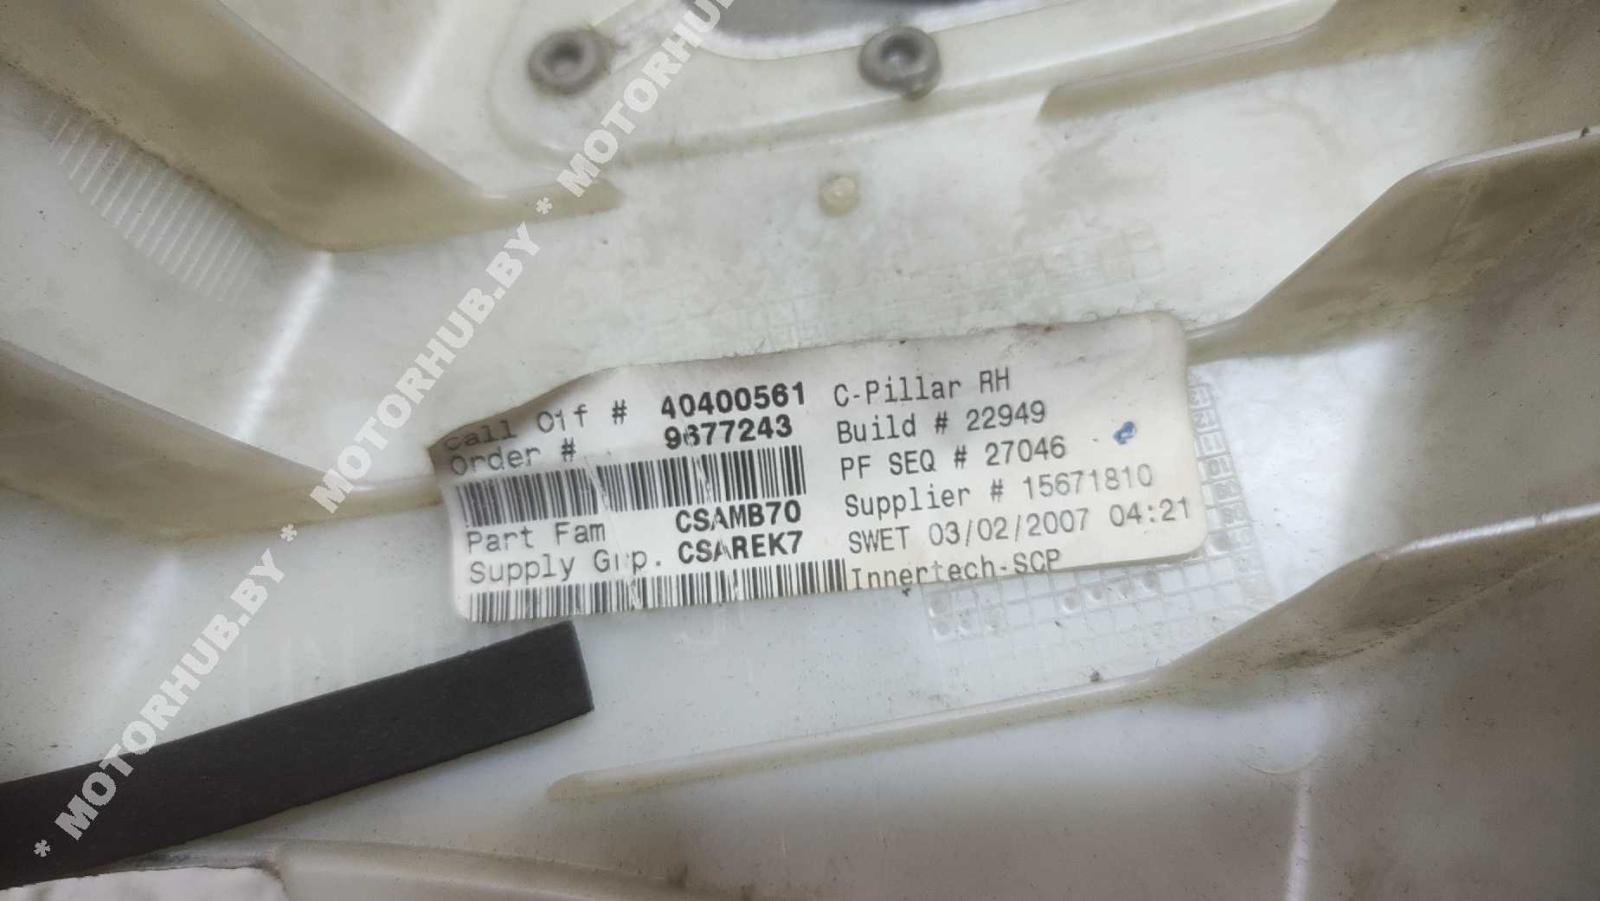 Call Off # 40400561
Order # 9677243
Part Fam CSAMB70
Supply Grp. CSAREK7
C-Pillar RH
Build # 22949
PF SEQ # 27046
Supplier # 15671810
SWET 03/02/2007 04:21
Innertech-SCP
* MOTORHUB.BY * MOTORHUB.BY * MOTORHUB.BY * MOTORHU